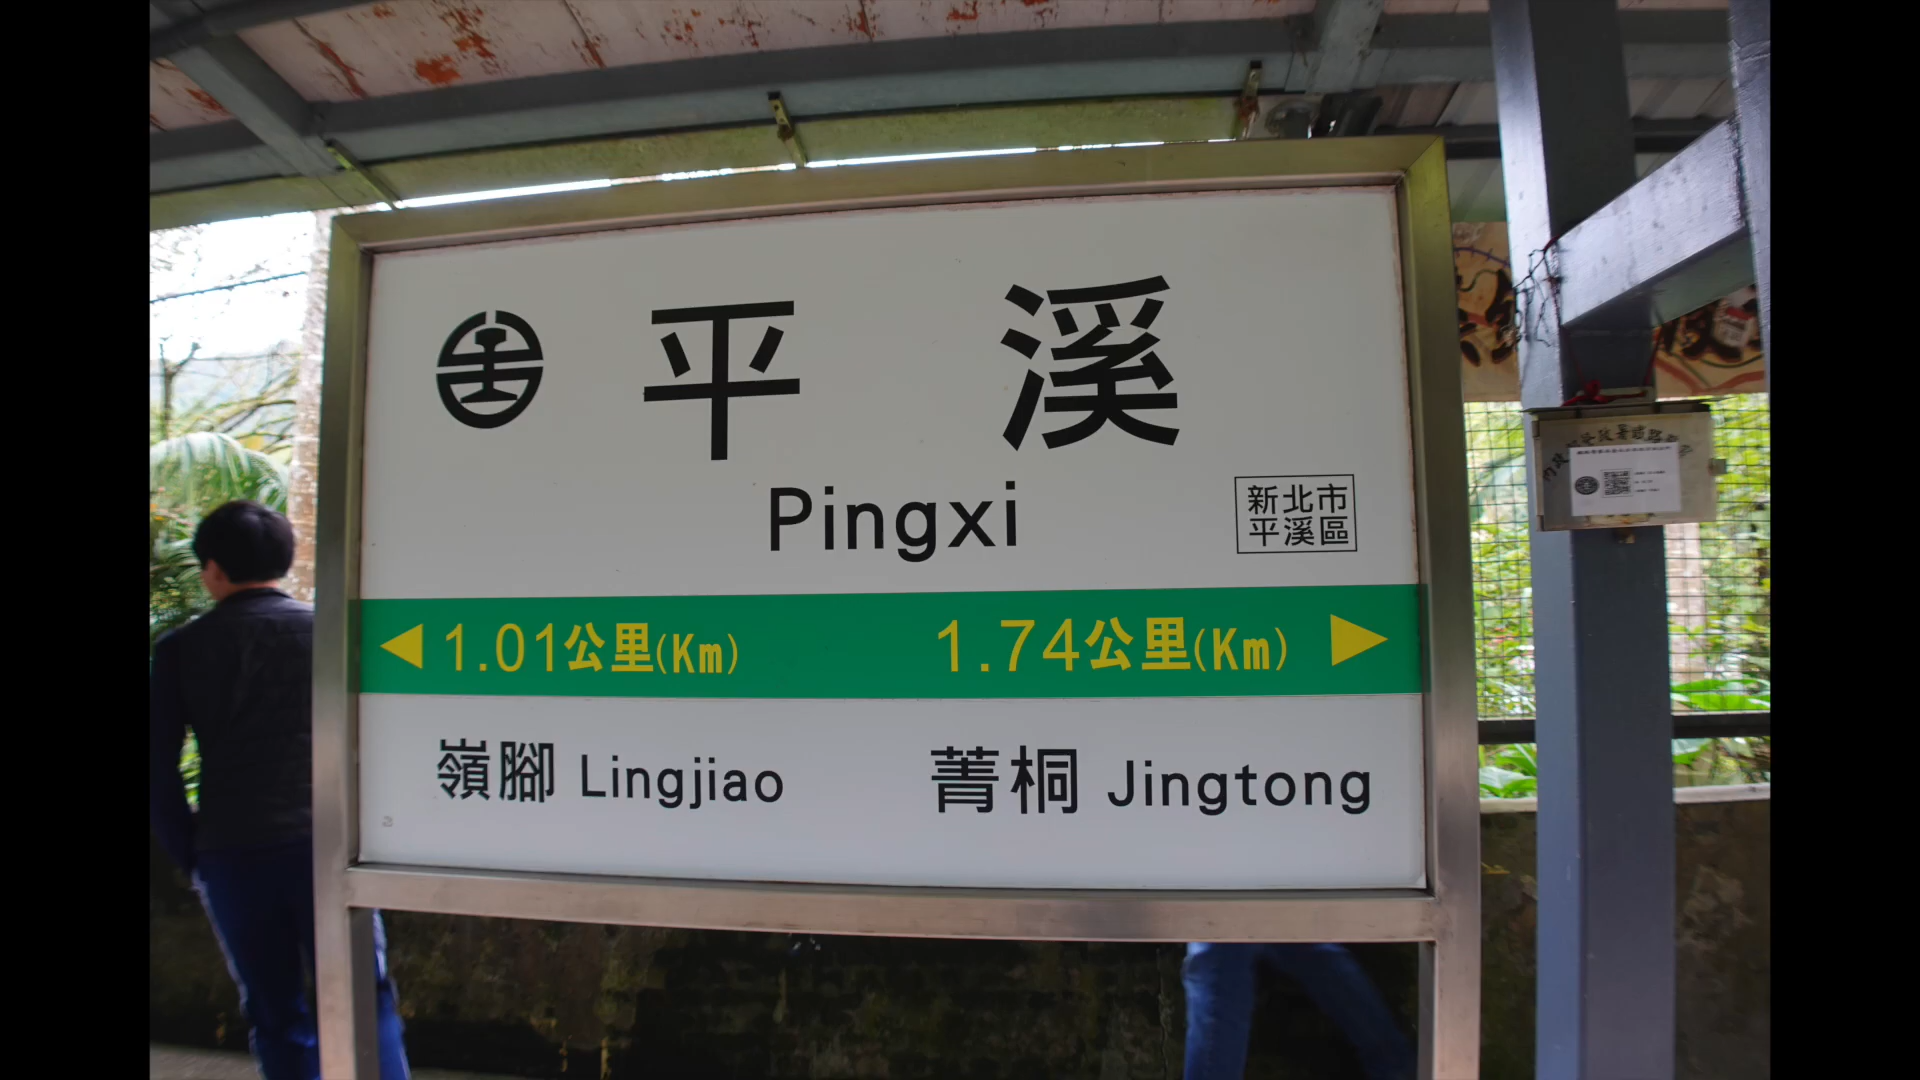 平溪
Pingxi
新北市
平溪區
1.01公里(Km)
1.74公里(Km)
嶺腳 Lingjiao
菁桐 Jingtong